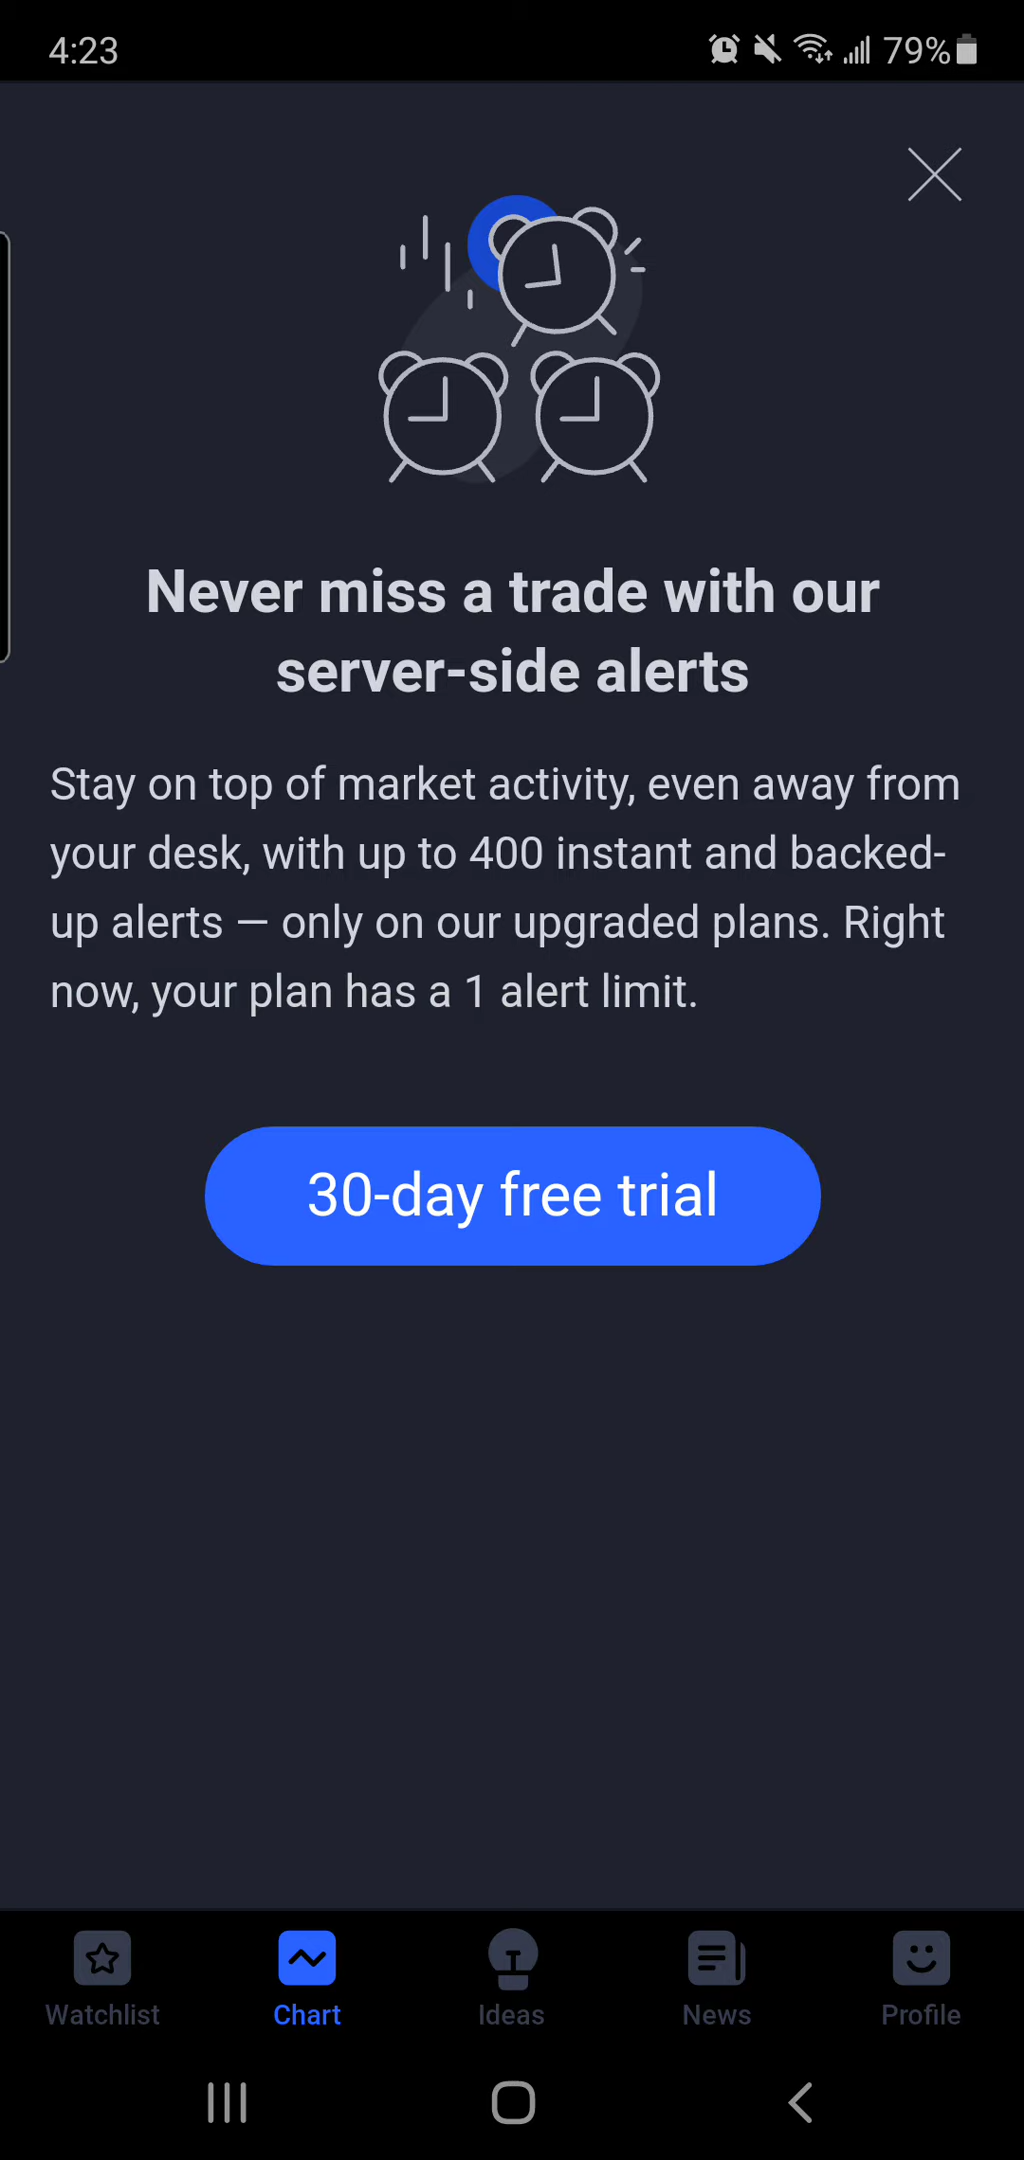 4:23
79%
Never miss a trade with our
server-side alerts
Stay on top of market activity, even away from
your desk, with up to 400 instant and backed-
up alerts — only on our upgraded plans. Right
now, your plan has a 1 alert limit.
30-day free trial
Watchlist
Chart
Ideas
News
Profile